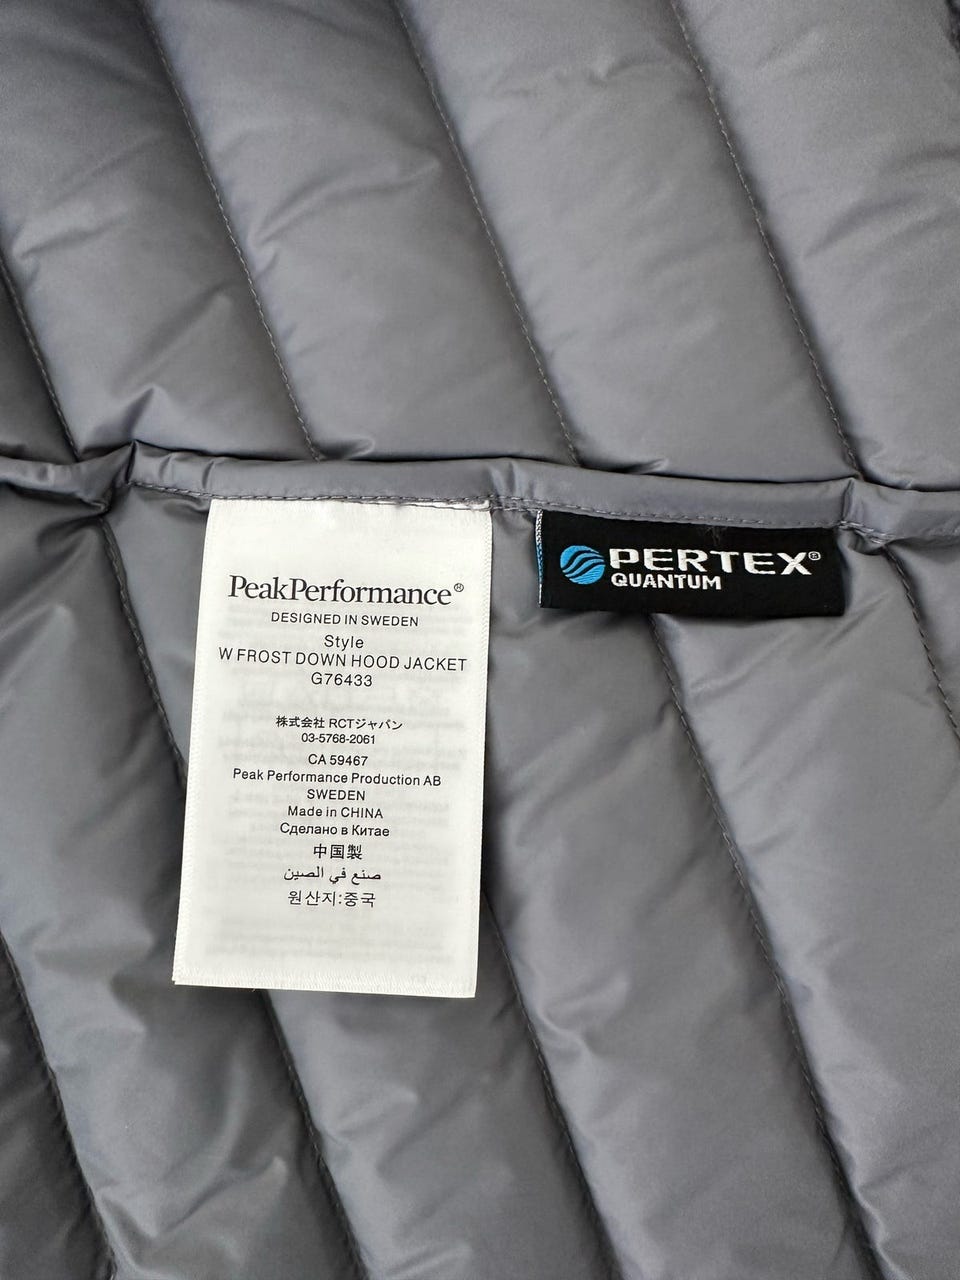 PeakPerformance®
DESIGNED IN SWEDEN
Style
W FROST DOWN HOOD JACKET
G76433
株式会社 RCTジャパン
03-5768-2061
CA 59467
Peak Performance Production AB
SWEDEN
Made in CHINA
Сделано в Китае
中国製
صنع في الصين
원산지:중국
PERTEX®
QUANTUM